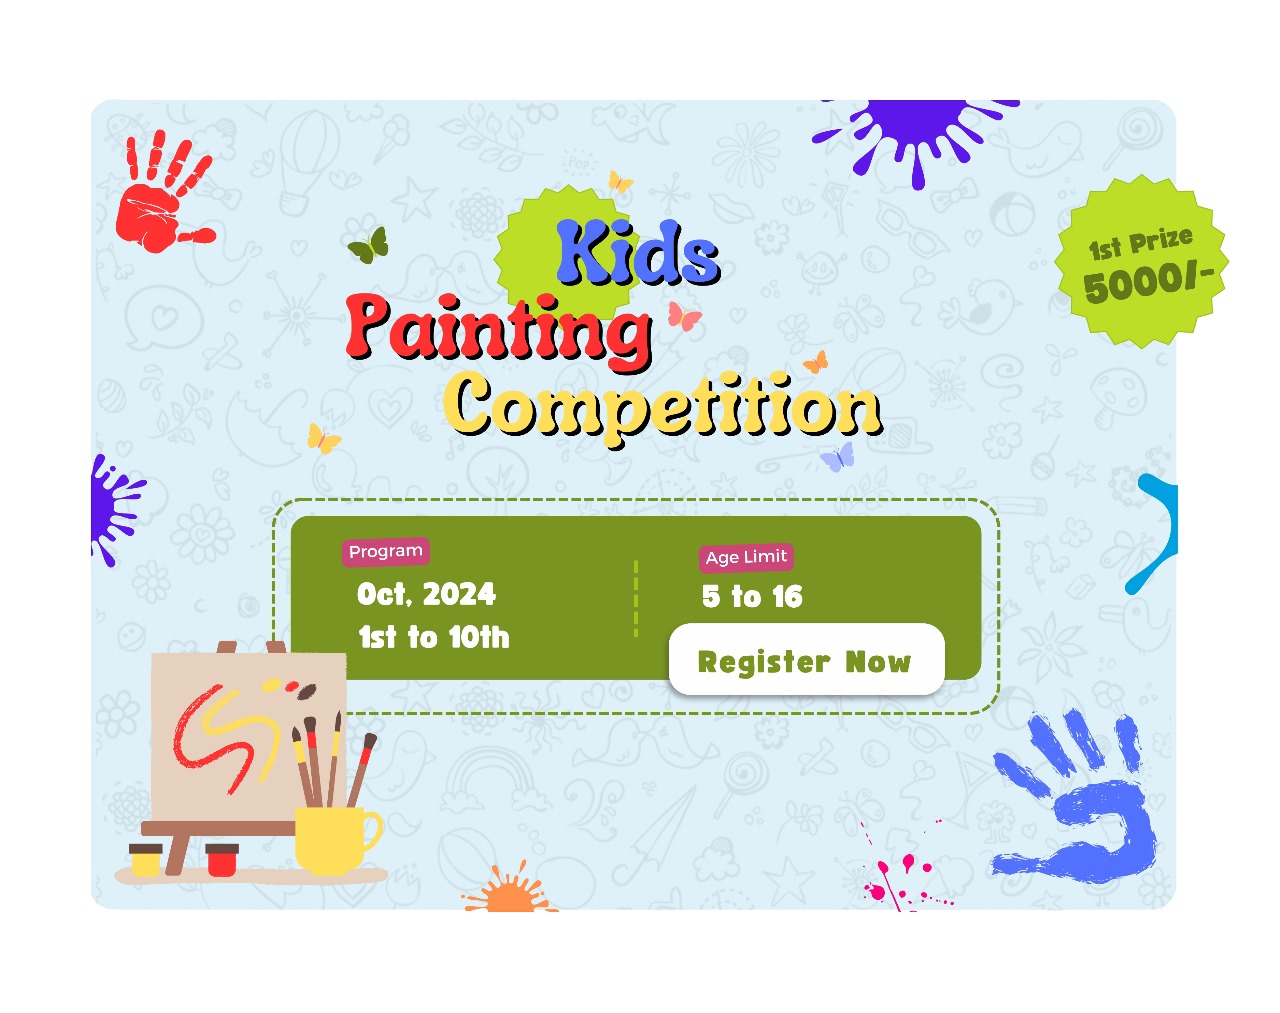 Kids
Painting
Competition
1st Prize
5000/-
Program
Oct, 2024
1st to 10th
Age Limit
5 to 16
Register Now